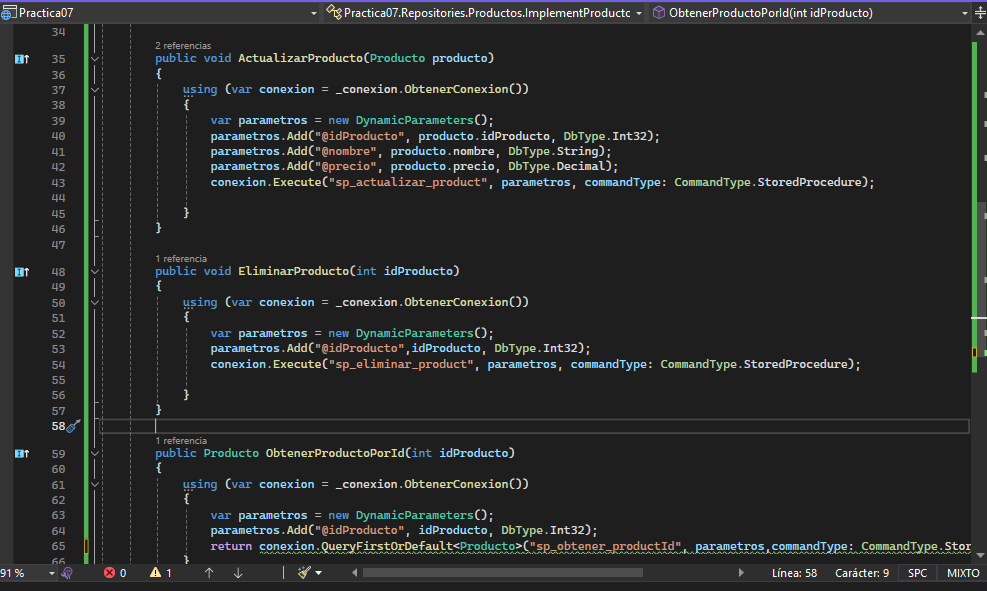 Practica07 Practica07.Repositories.Productos.ImplementProducto ObtenerProductoPorId(int idProducto)
34
2 referencias
35 public void ActualizarProducto(Producto producto)
36 {
37 using (var conexion = _conexion.ObtenerConexion())
38 {
39 var parametros = new DynamicParameters();
40 parametros.Add("@idProducto", producto.idProducto, DbType.Int32);
41 parametros.Add("@nombre", producto.nombre, DbType.String);
42 parametros.Add("@precio", producto.precio, DbType.Decimal);
43 conexion.Execute("sp_actualizar_product", parametros, commandType: CommandType.StoredProcedure);
44
45 }
46 }
47
1 referencia
48 public void EliminarProducto(int idProducto)
49 {
50 using (var conexion = _conexion.ObtenerConexion())
51 {
52 var parametros = new DynamicParameters();
53 parametros.Add("@idProducto",idProducto, DbType.Int32);
54 conexion.Execute("sp_eliminar_product", parametros, commandType: CommandType.StoredProcedure);
55
56 }
57 }
58
1 referencia
59 public Producto ObtenerProductoPorId(int idProducto)
60 {
61 using (var conexion = _conexion.ObtenerConexion())
62 {
63 var parametros = new DynamicParameters();
64 parametros.Add("@idProducto", idProducto, DbType.Int32);
65 return conexion.QueryFirstOrDefault<Producto>("sp_obtener_productId", parametros,commandType: CommandType.Stor
66 }
91 % 0 1 Línea: 58 Carácter: 9 SPC MIXTO